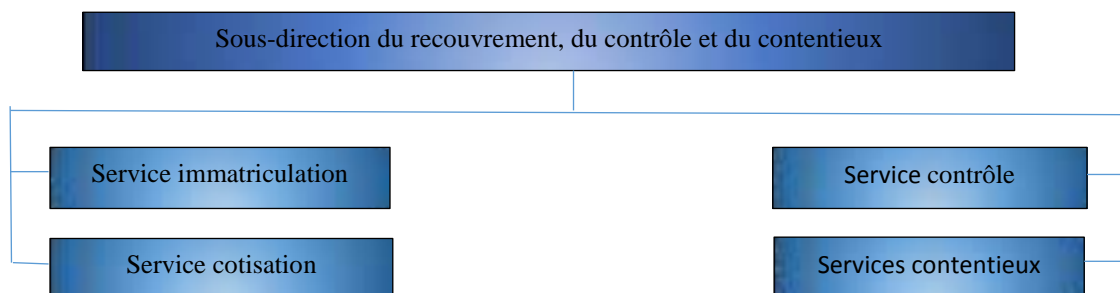 Sous-direction du recouvrement, du contrôle et du contentieux
Service immatriculation
Service contrôle
Service cotisation
Services contentieux